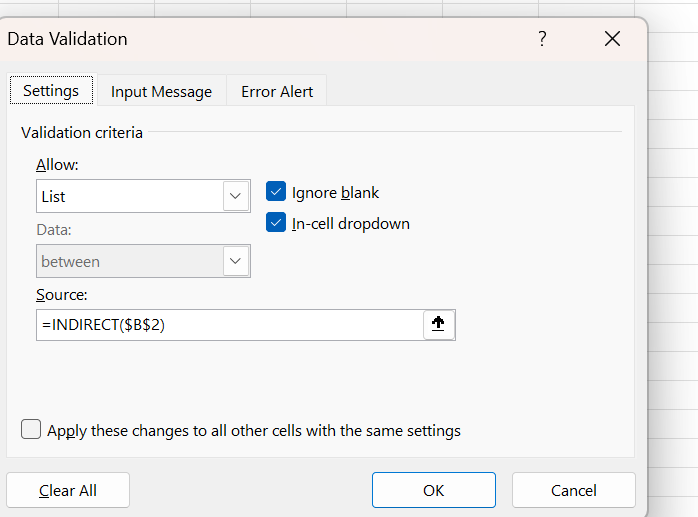 Data Validation ?
Settings Input Message Error Alert
Validation criteria
Allow:
List
Ignore blank
In-cell dropdown
Data:
between
Source:
=INDIRECT($B$2)
Apply these changes to all other cells with the same settings
Clear All OK Cancel